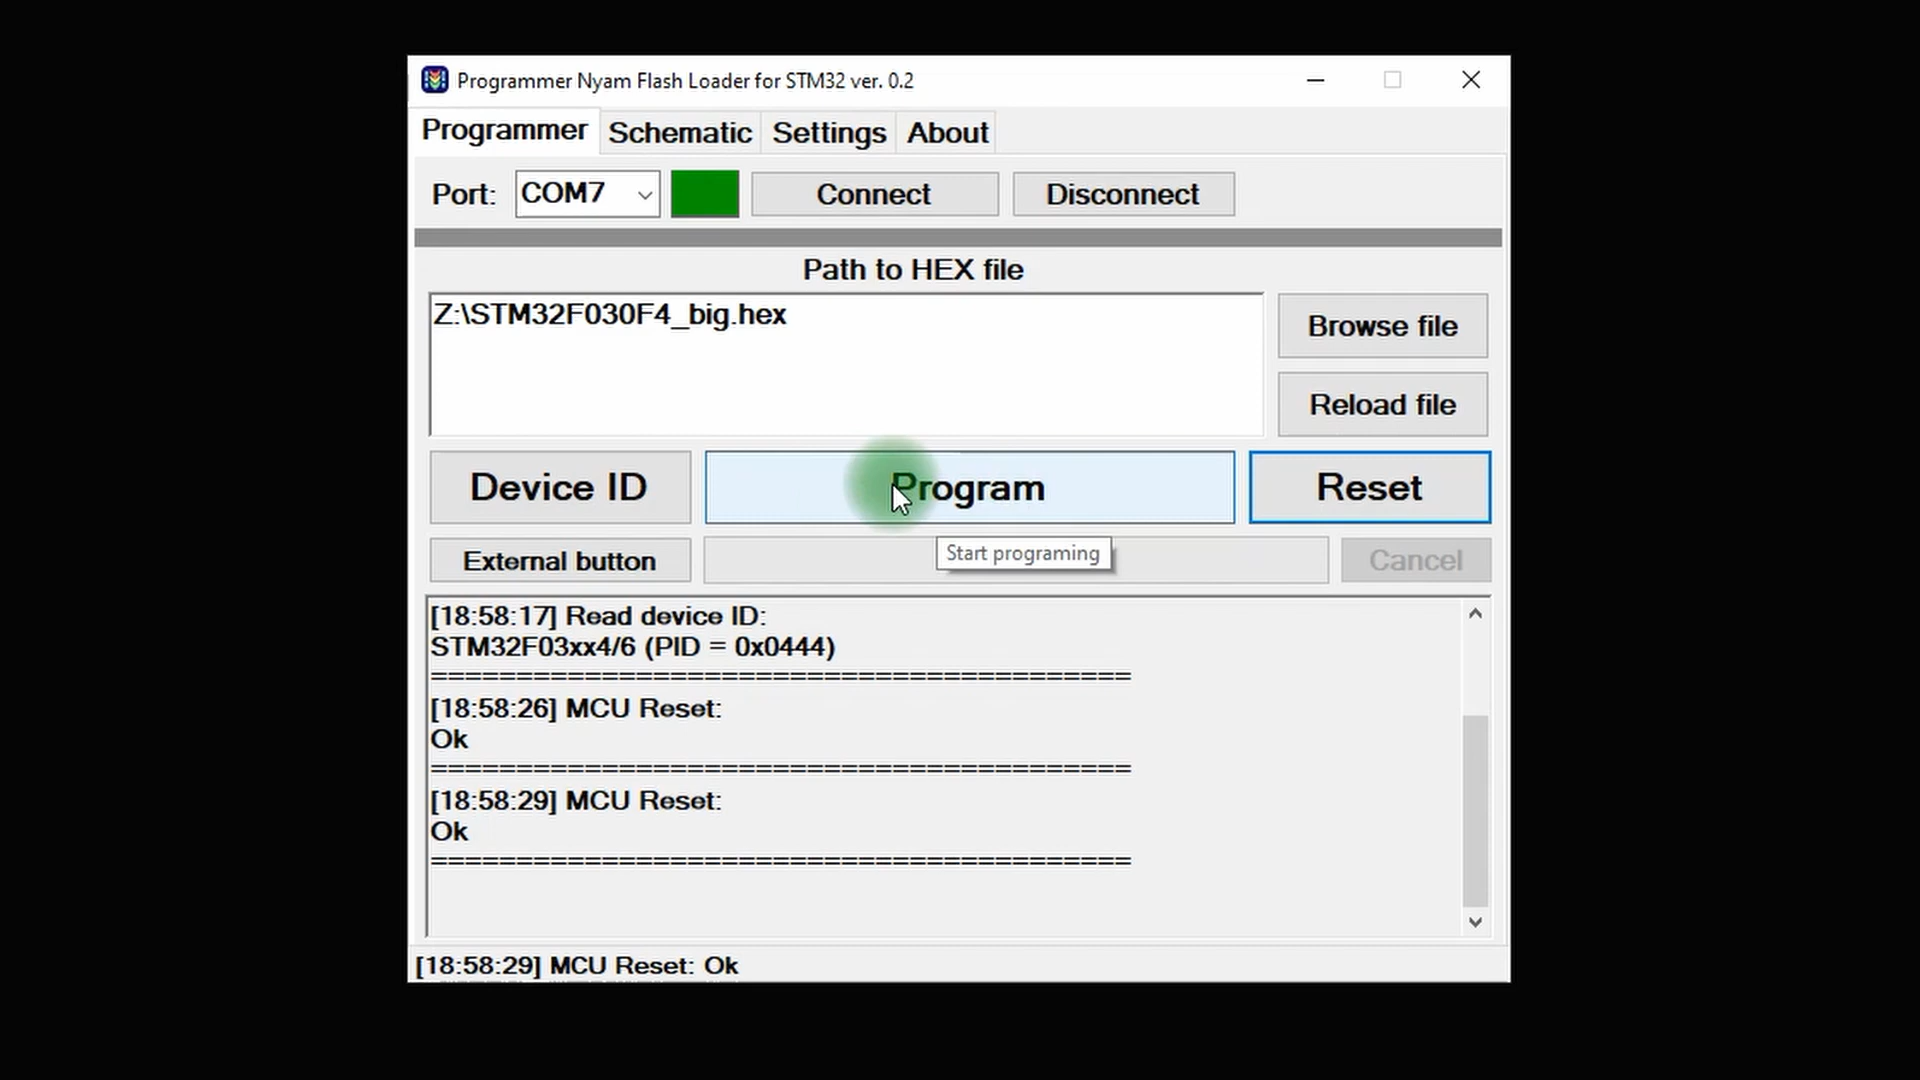 Programmer Nyam Flash Loader for STM32 ver. 0.2
Programmer Schematic Settings About
Port: COM7 Connect Disconnect
Path to HEX file
Z:\STM32F030F4_big.hex
Browse file
Reload file
Device ID Program Reset
External button Start programing Cancel
[18:58:17] Read device ID:
STM32F03xx4/6 (PID = 0x0444)
=========================================
[18:58:26] MCU Reset:
Ok
=========================================
[18:58:29] MCU Reset:
Ok
=========================================
[18:58:29] MCU Reset: Ok